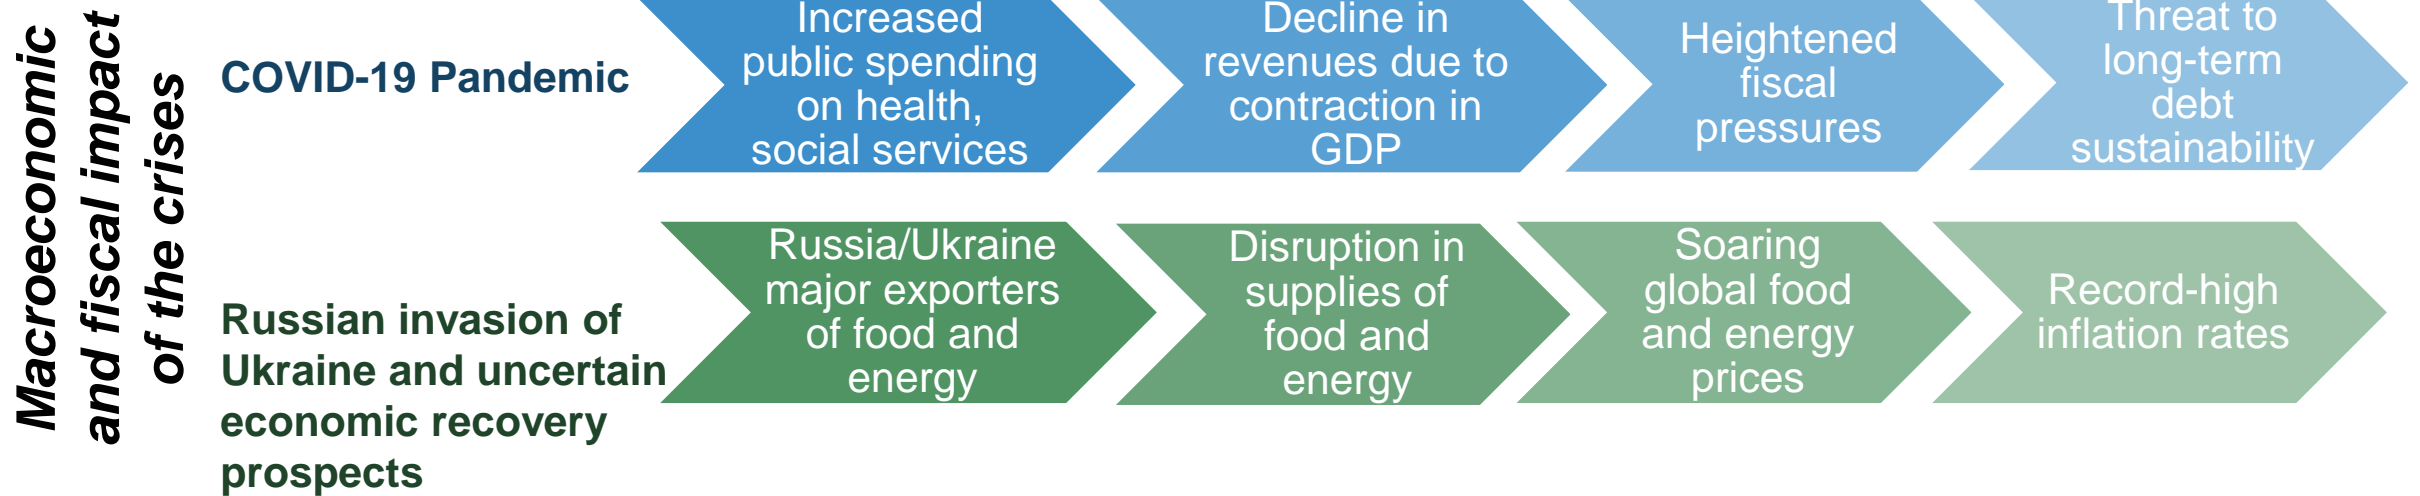 Macroeconomic
and fiscal impact
of the crises
COVID-19 Pandemic
Increased
public spending
on health,
social services
Decline in
revenues due to
contraction in
GDP
Heightened
fiscal
pressures
Threat to
long-term
debt
sustainability
Russian invasion of
Ukraine and uncertain
economic recovery
prospects
Russia/Ukraine
major exporters
of food and
energy
Disruption in
supplies of
food and
energy
Soaring
global food
and energy
prices
Record-high
inflation rates